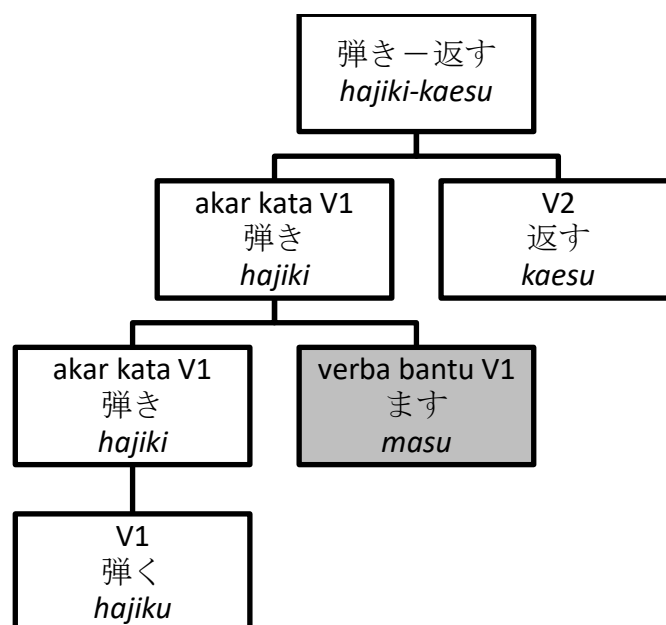 弾き－返す
hajiki-kaesu
akar kata V1
弾き
hajiki
V2
返す
kaesu
akar kata V1
弾き
hajiki
verba bantu V1
ます
masu
V1
弾く
hajiku